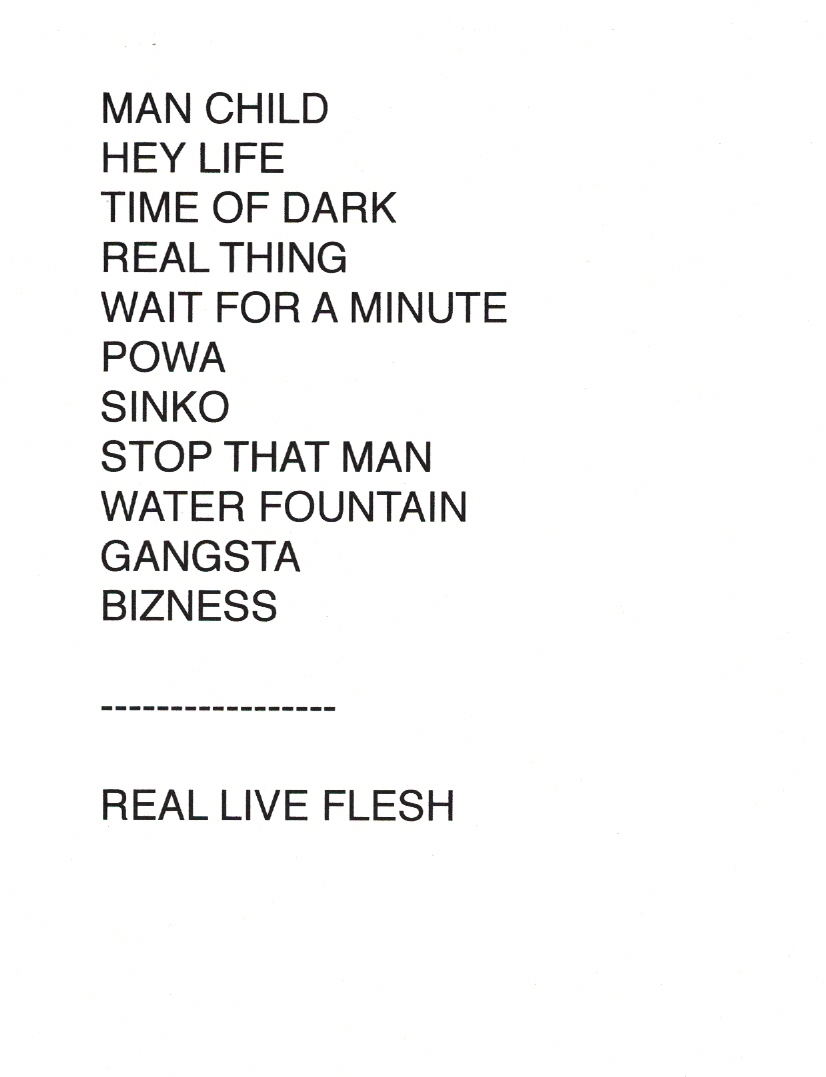 MAN CHILD
HEY LIFE
TIME OF DARK
REAL THING
WAIT FOR A MINUTE
POWA
SINKO
STOP THAT MAN
WATER FOUNTAIN
GANGSTA
BIZNESS
-----------------
REAL LIVE FLESH